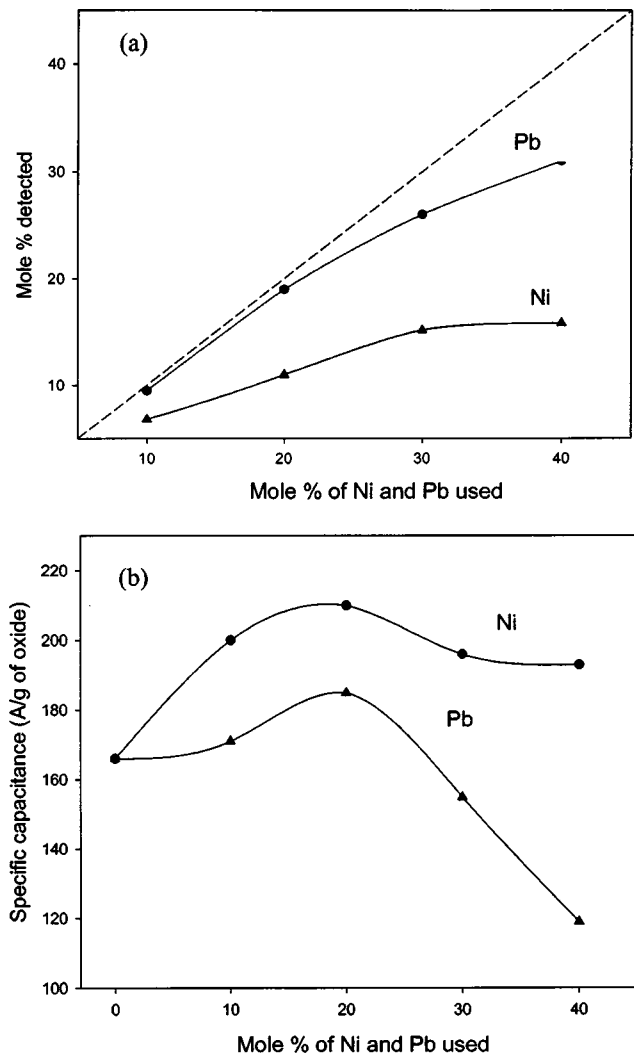 (a)
Mole % detected
40
30
20
10
Pb
Ni
10 20 30 40
Mole % of Ni and Pb used
(b)
Specific capacitance (A/g of oxide)
220
200
180
160
140
120
100
Ni
Pb
0 10 20 30 40
Mole % of Ni and Pb used